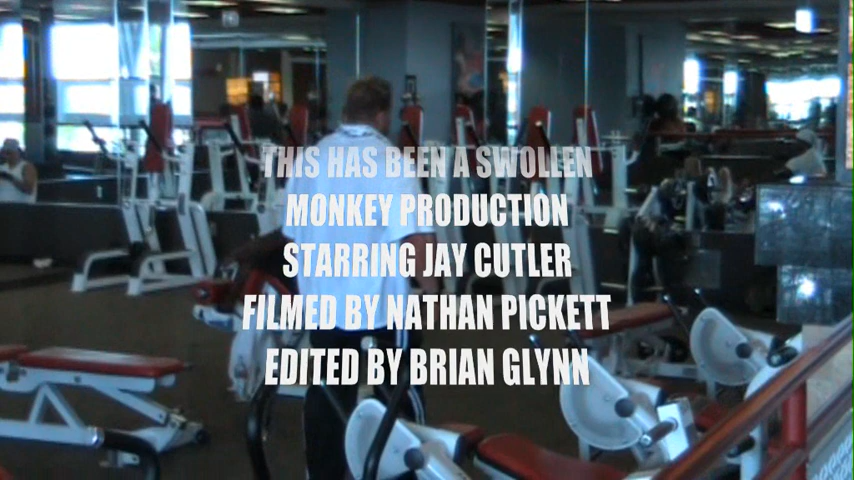 THIS HAS BEEN A SWOLLEN
MONKEY PRODUCTION
STARRING JAY CUTLER
FILMED BY NATHAN PICKETT
EDITED BY BRIAN GLYNN